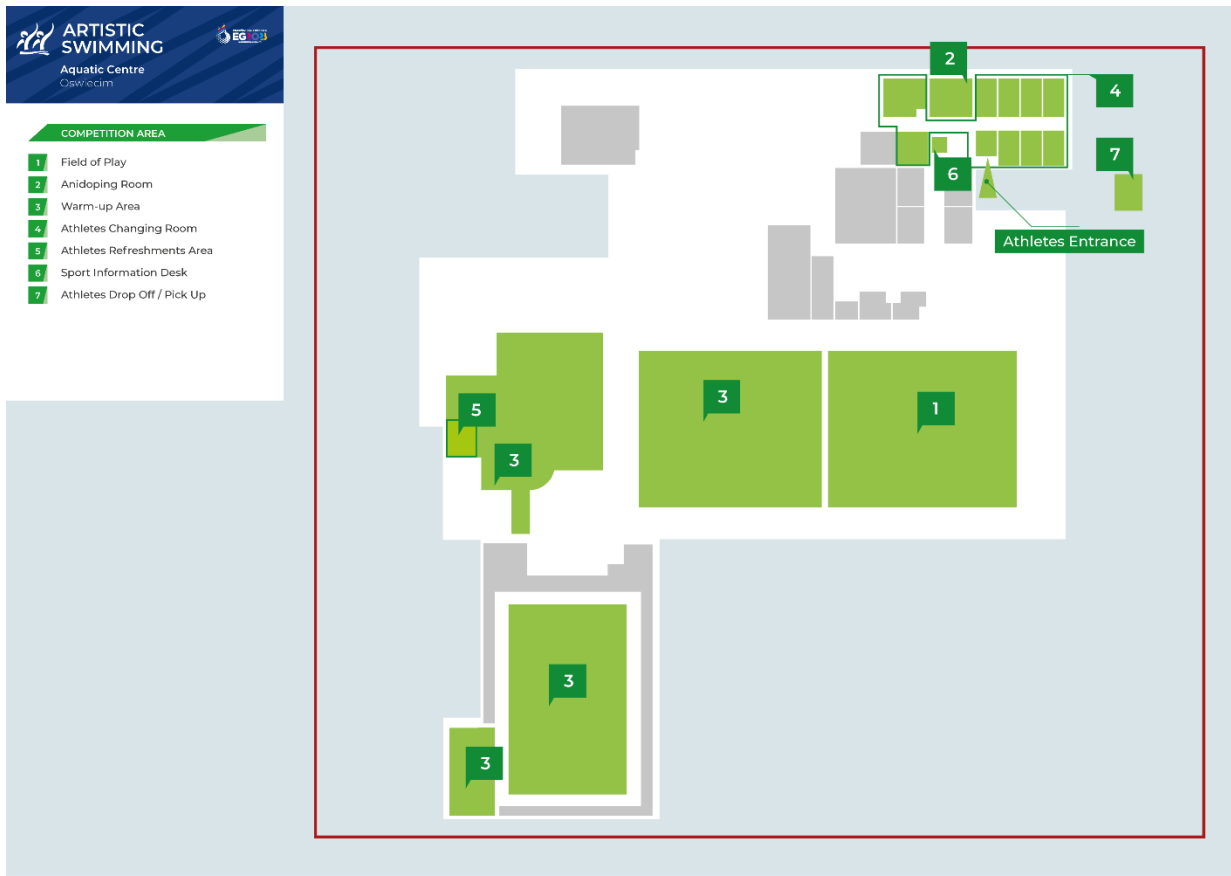 ARTISTIC
SWIMMING
Aquatic Centre
Oswiecim
EG2023
COMPETITION AREA
1 Field of Play
2 Anidoping Room
3 Warm-up Area
4 Athletes Changing Room
5 Athletes Refreshments Area
6 Sport Information Desk
7 Athletes Drop Off / Pick Up
2
4
7
6
Athletes Entrance
3
1
5
3
3
3